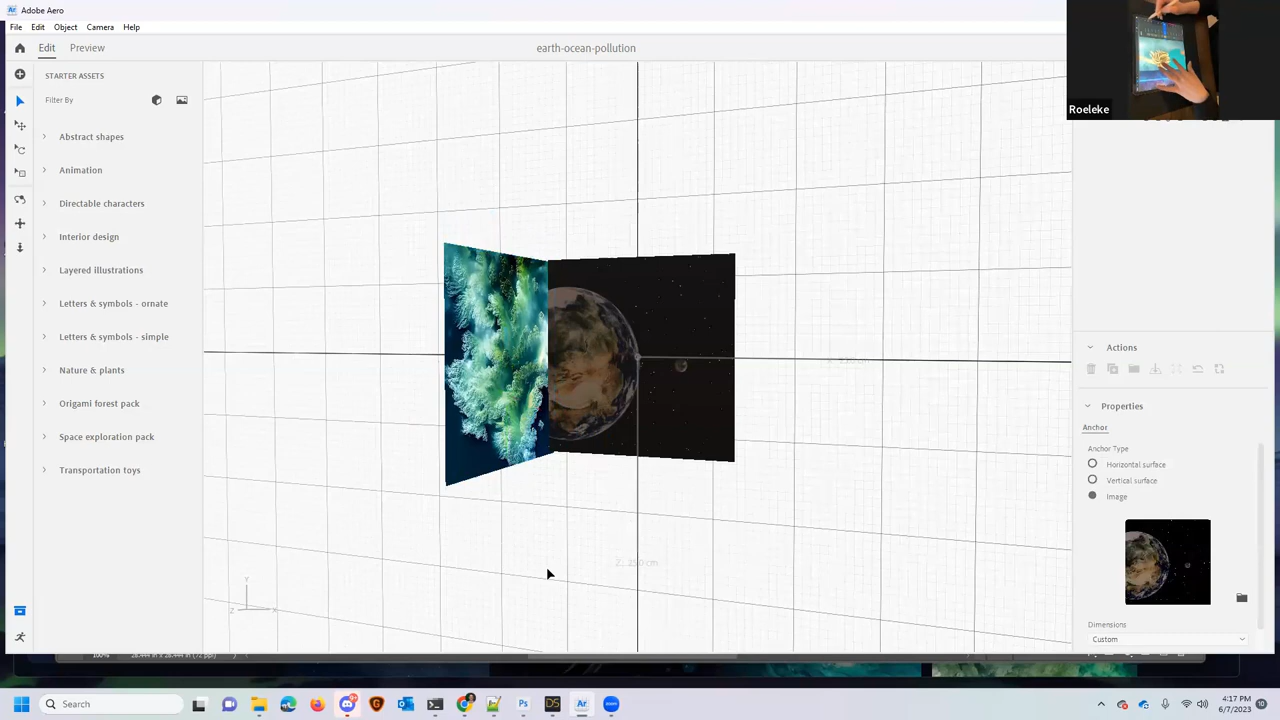 Adobe Aero
File Edit Object Camera Help
Edit Preview
earth-ocean-pollution
Roeleke
STARTER ASSETS
Filter By
Abstract shapes
Animation
Directable characters
Interior design
Layered illustrations
Letters & symbols - ornate
Letters & symbols - simple
Nature & plants
Origami forest pack
Space exploration pack
Transportation toys
Y
Z X
Actions
Properties
Anchor
Anchor Type
Horizontal surface
Vertical surface
Image
Dimensions
Custom
Search
4:17 PM
6/7/2023